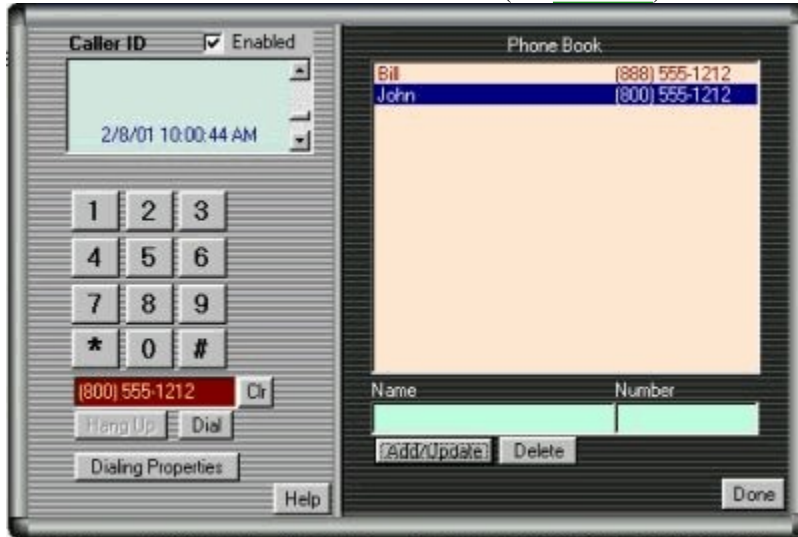 Caller ID Enabled
2/8/01 10:00:44 AM
1 2 3
4 5 6
7 8 9
* 0 #
(800) 555-1212 Clr
Hang Up Dial
Dialing Properties
Help
Phone Book
Bill (888) 555-1212
John (800) 555-1212
Name Number
Add/Update Delete
Done